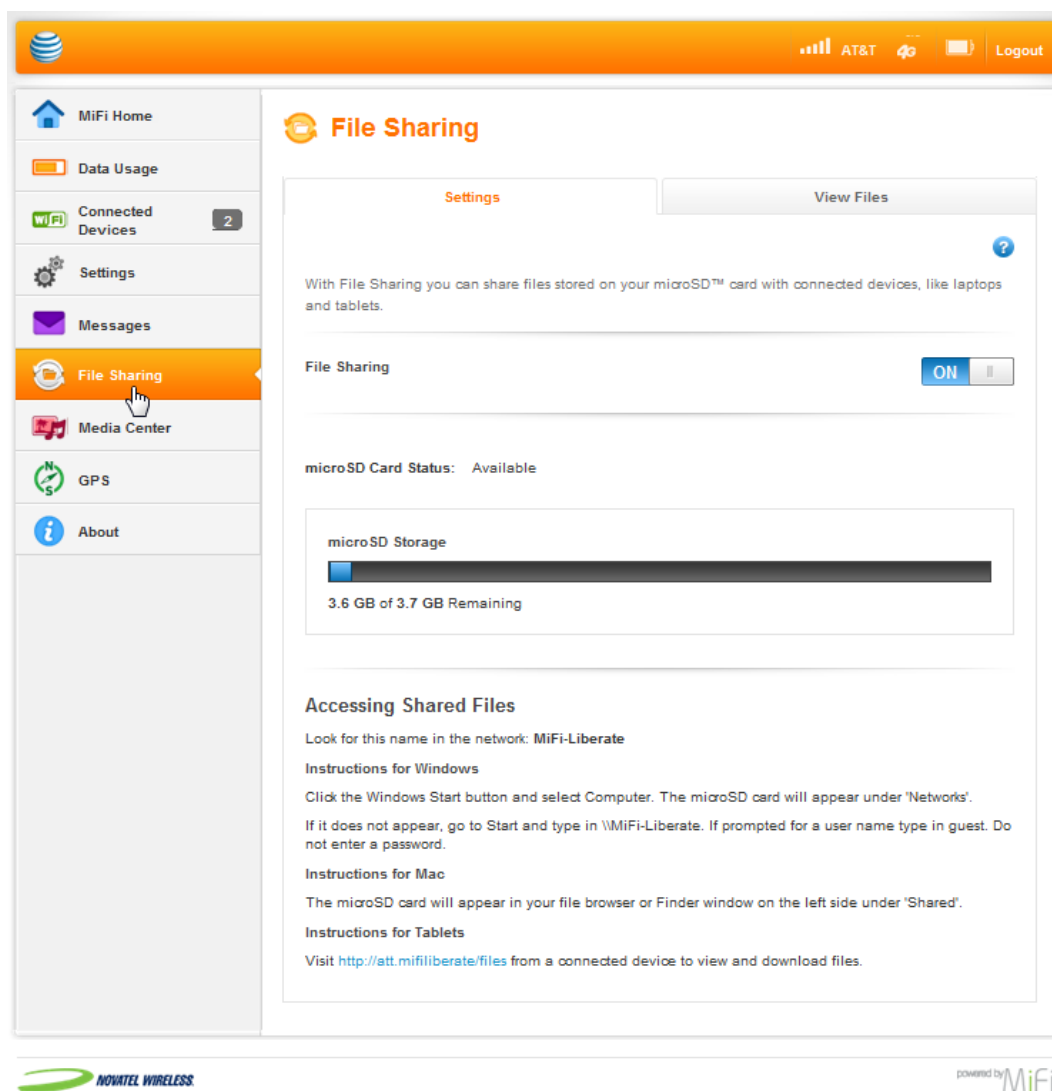 AT&T 4G Logout
MiFi Home
Data Usage
WiFi Connected
Devices 2
Settings
Messages
File Sharing
Media Center
N
S
GPS
i About
File Sharing
Settings View Files
?
With File Sharing you can share files stored on your microSD™ card with connected devices, like laptops
and tablets.
File Sharing ON
microSD Card Status: Available
microSD Storage
3.6 GB of 3.7 GB Remaining
Accessing Shared Files
Look for this name in the network: MiFi-Liberate
Instructions for Windows
Click the Windows Start button and select Computer. The microSD card will appear under 'Networks'.
If it does not appear, go to Start and type in \\MiFi-Liberate. If prompted for a user name type in guest. Do
not enter a password.
Instructions for Mac
The microSD card will appear in your file browser or Finder window on the left side under 'Shared'.
Instructions for Tablets
Visit http://att.mifiliberate/files from a connected device to view and download files.
NOVATEL WIRELESS. powered by MiFi